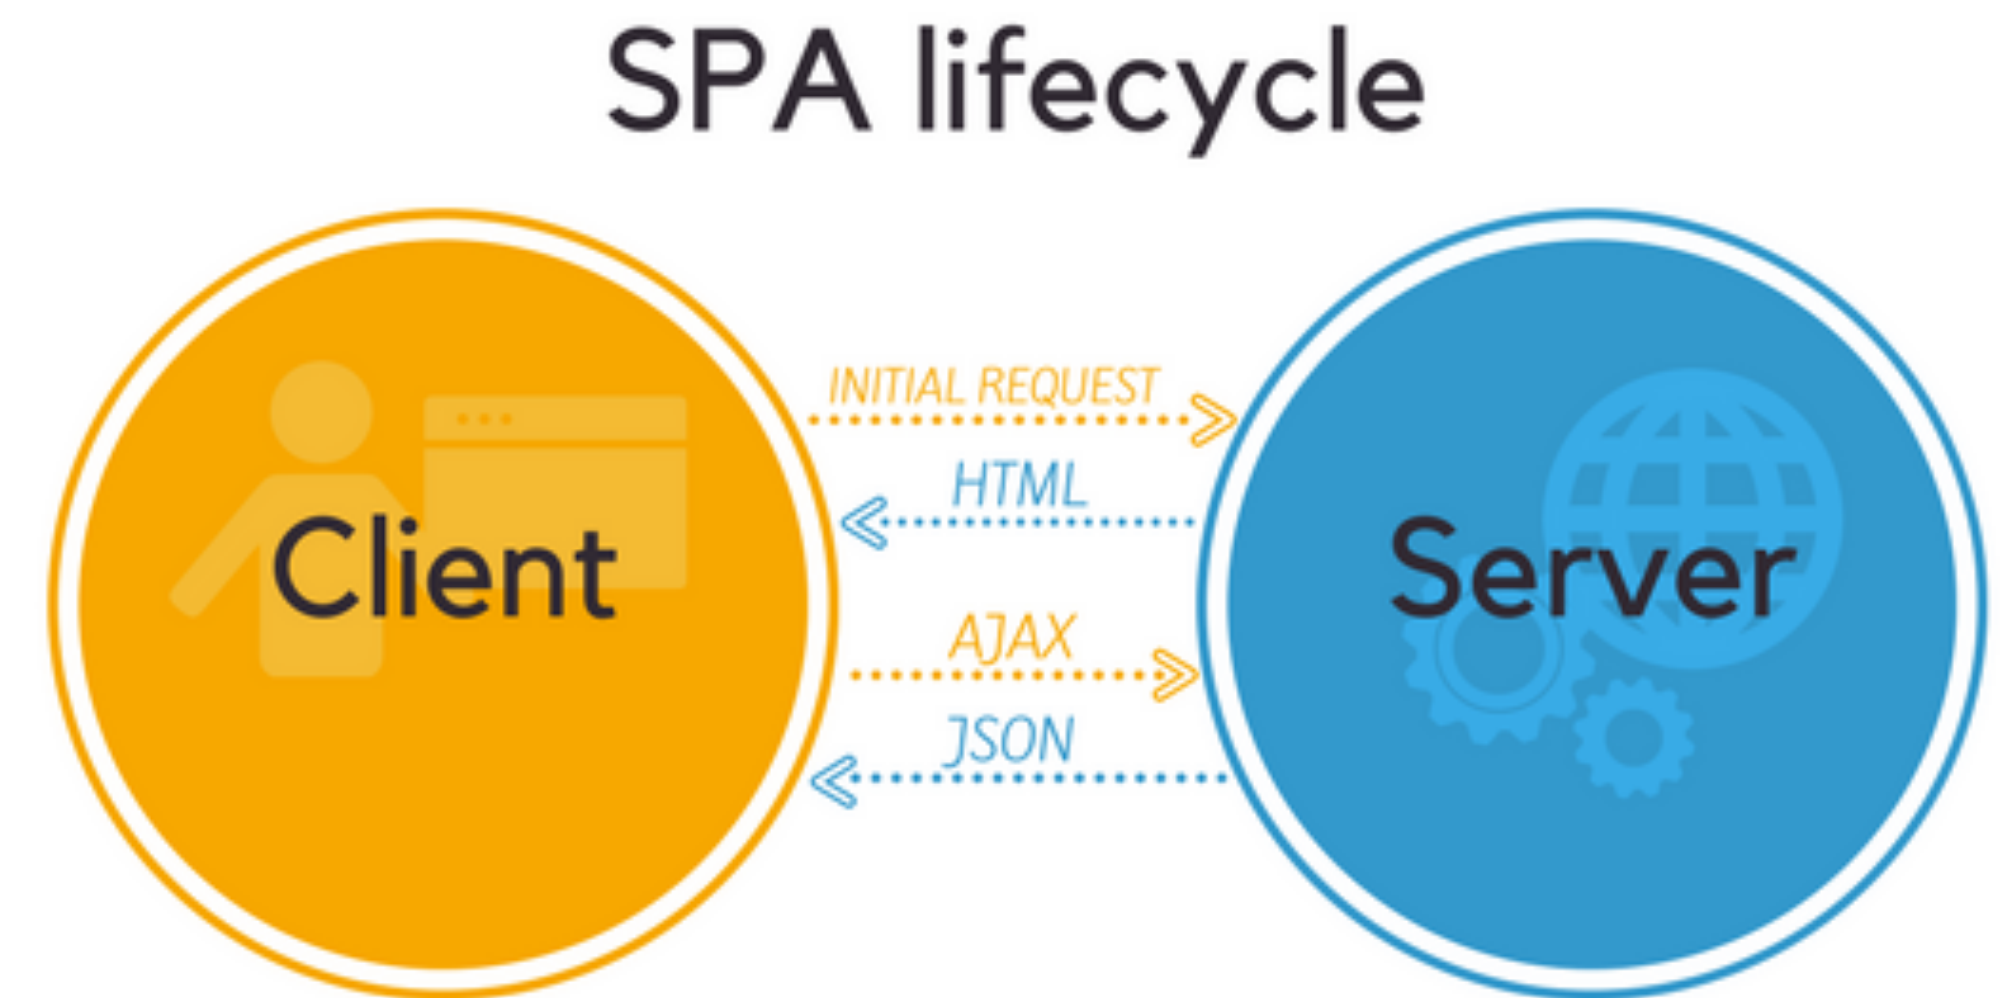 SPA lifecycle
INITIAL REQUEST
HTML
Client
Server
AJAX
JSON